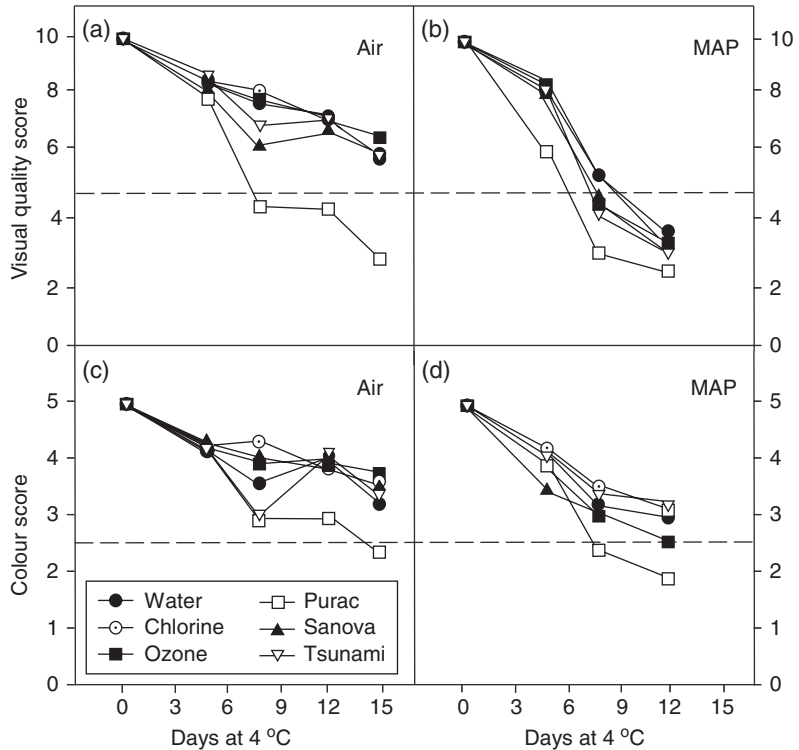 (a) Air
(b) MAP
10
8
6
4
2
0
Visual quality score
10
8
6
4
2
0
(c) Air
(d) MAP
5
4
3
2
1
0
Colour score
5
4
3
2
1
0
Water
Chlorine
Ozone
Purac
Sanova
Tsunami
0 3 6 9 12 15
0 3 6 9 12 15
Days at 4 °C
Days at 4 °C